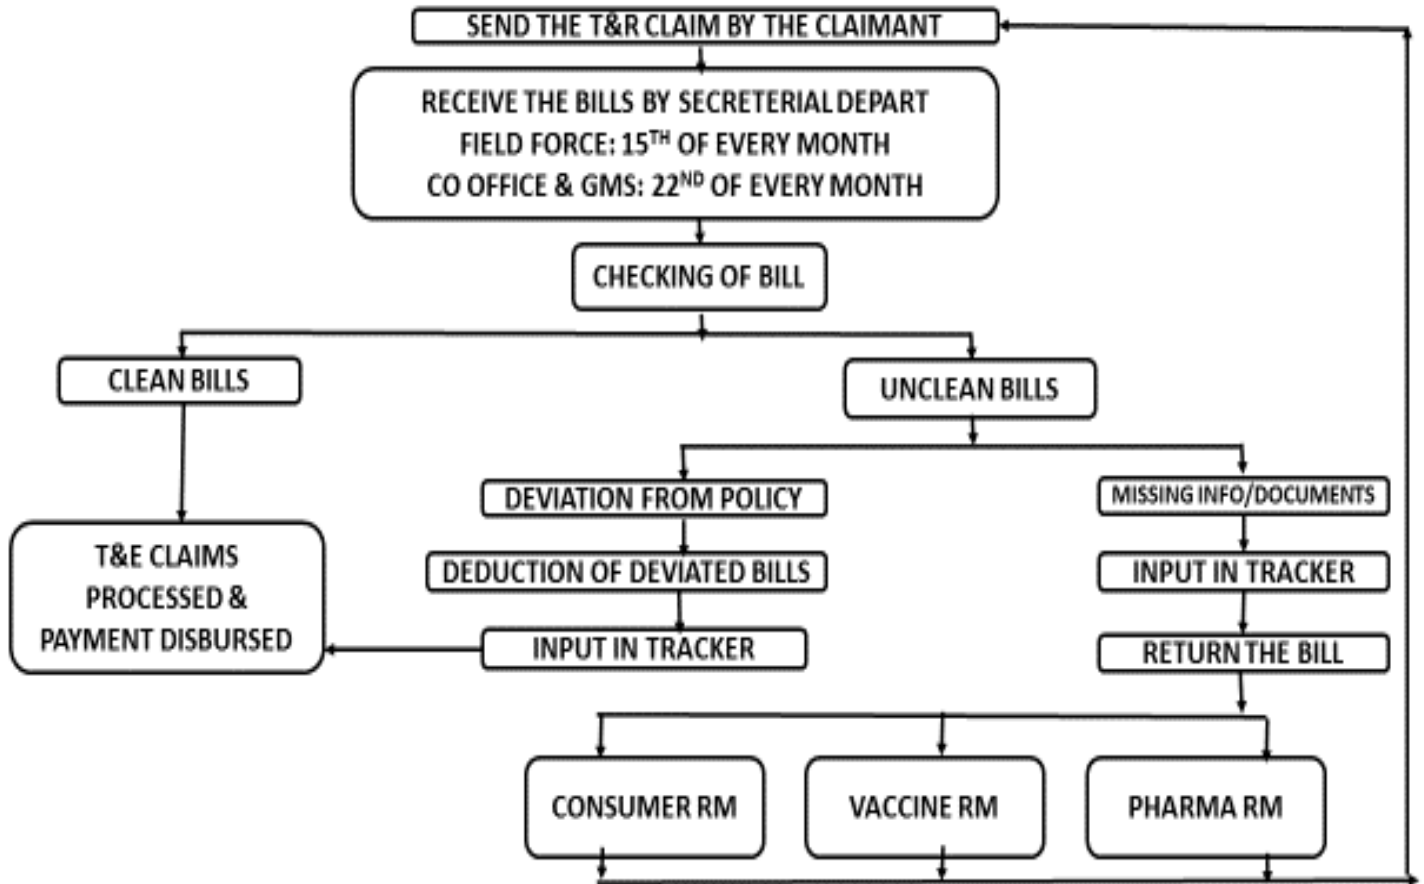 SEND THE T&R CLAIM BY THE CLAIMANT
RECEIVE THE BILLS BY SECRETERIAL DEPART
FIELD FORCE: 15TH OF EVERY MONTH
CO OFFICE & GMS: 22ND OF EVERY MONTH
CHECKING OF BILL
CLEAN BILLS
UNCLEAN BILLS
DEVIATION FROM POLICY
MISSING INFO/DOCUMENTS
T&E CLAIMS
PROCESSED &
PAYMENT DISBURSED
DEDUCTION OF DEVIATED BILLS
INPUT IN TRACKER
INPUT IN TRACKER
RETURN THE BILL
CONSUMER RM
VACCINE RM
PHARMA RM